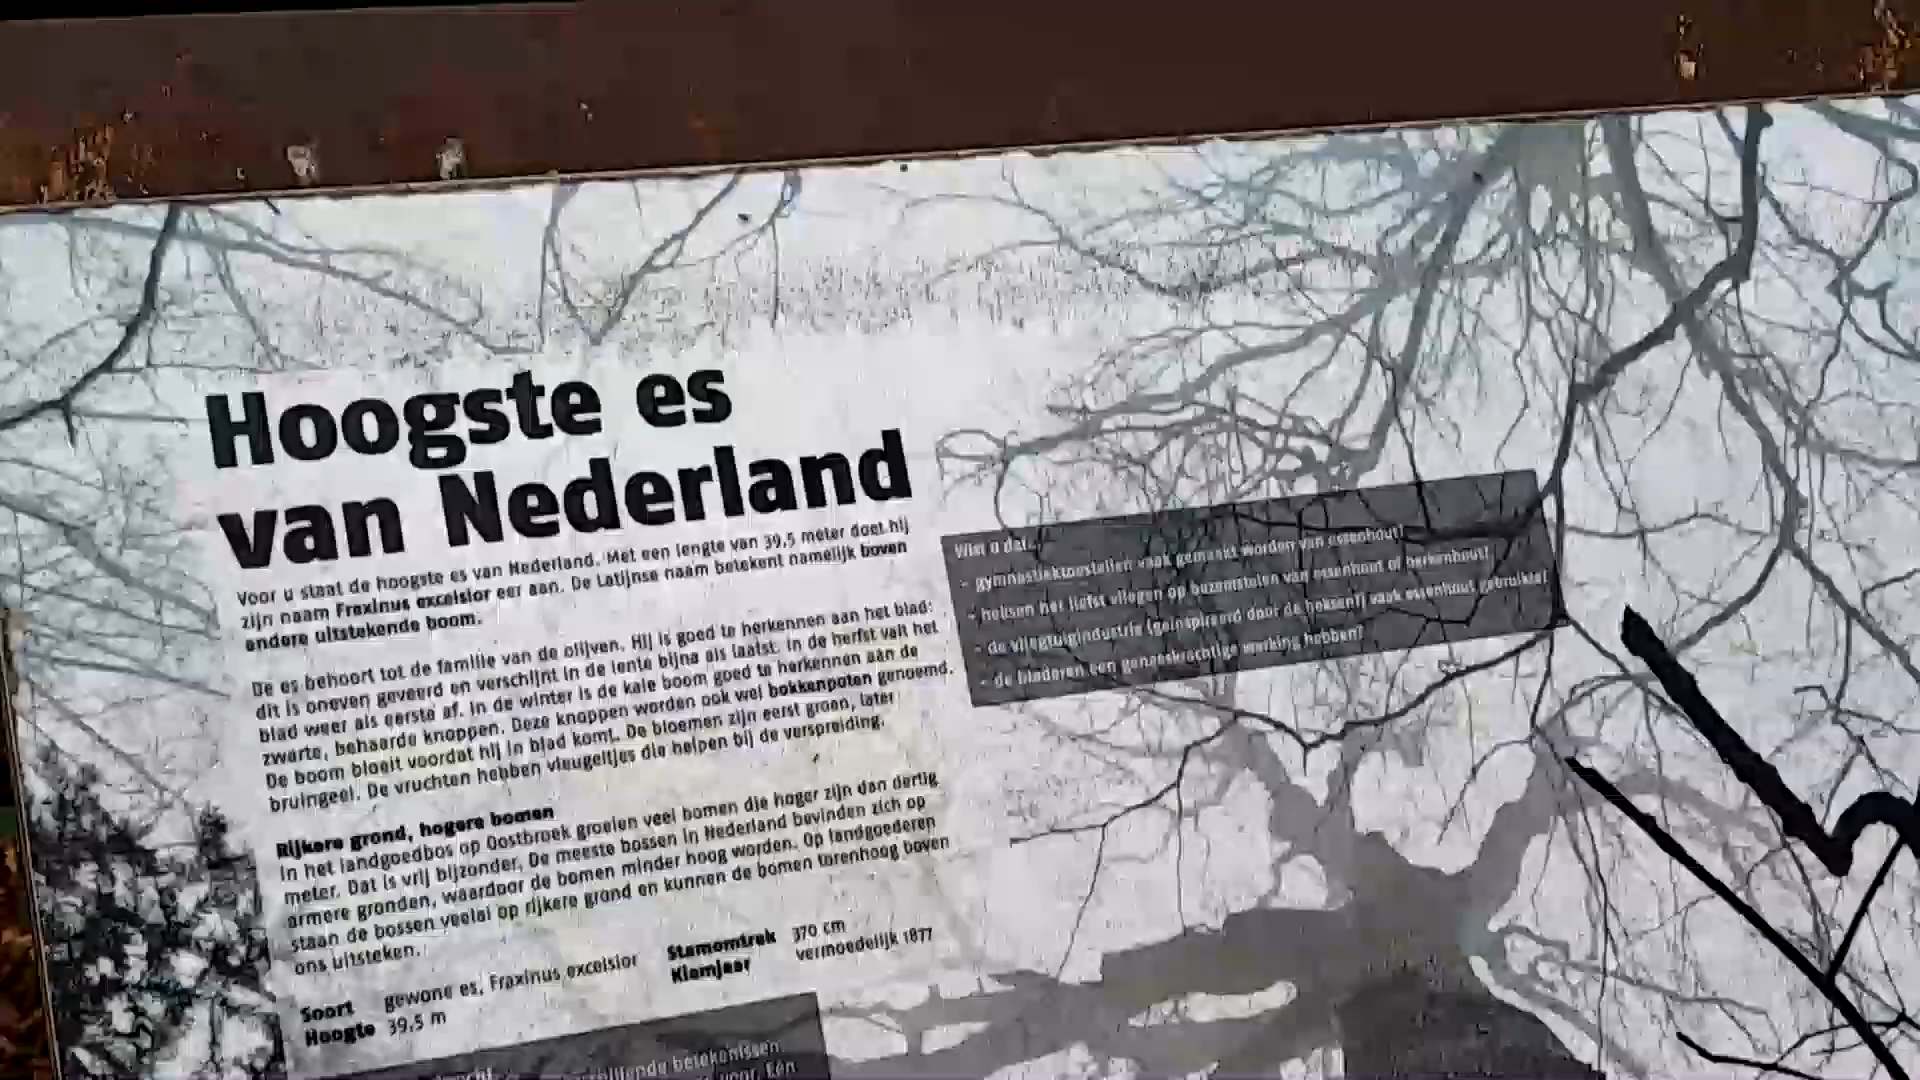 Hoogste es
van Nederland
Voor u staat de hoogste es van Nederland. Met een lengte van 39,5 meter doet hij
zijn naam Fraxinus excelsior eer aan. De Latijnse naam betekent namelijk boven
andere uitstekende boom.
De es behoort tot de familie van de olijven. Hij is goed te herkennen aan het blad:
dit is oneven geveerd en verschijnt in de lente bijna als laatst. In de herfst valt het
blad weer als eerste af. In de winter is de kale boom goed te herkennen aan de
zwarte, behaarde knoppen. Deze knoppen worden ook wel bokkenpoten genoemd.
De boom bloeit voordat hij in blad komt. De bloemen zijn eerst groen, later
bruingeel. De vruchten hebben vleugeltjes die helpen bij de verspreiding.
Rijkere grond, hogere bomen
In het landgoedbos op Oostbroek groeien veel bomen die hoger zijn dan dertig
meter. Dat is vrij bijzonder. De meeste bossen in Nederland bevinden zich op
armere gronden, waardoor de bomen minder hoog worden. Op landgoederen
staan de bossen veelal op rijkere grond en kunnen de bomen torenhoog boven
ons uitsteken.
Soort gewone es, Fraxinus excelsior
Hoogte 39,5 m
Stamomtrek 370 cm
Kiemjaar vermoedelijk 1877
Wist u dat...
- gymnastiektoestellen vaak gemaakt worden van essenhout?
- heksen het liefst vliegen op bezemstelen van essenhout of berkenhout?
- de vliegtuigindustrie (geïnspireerd door de heksen?) vaak essenhout gebruikte?
- de bladeren een geneeskrachtige werking hebben?
betekenissen
voor. Eén